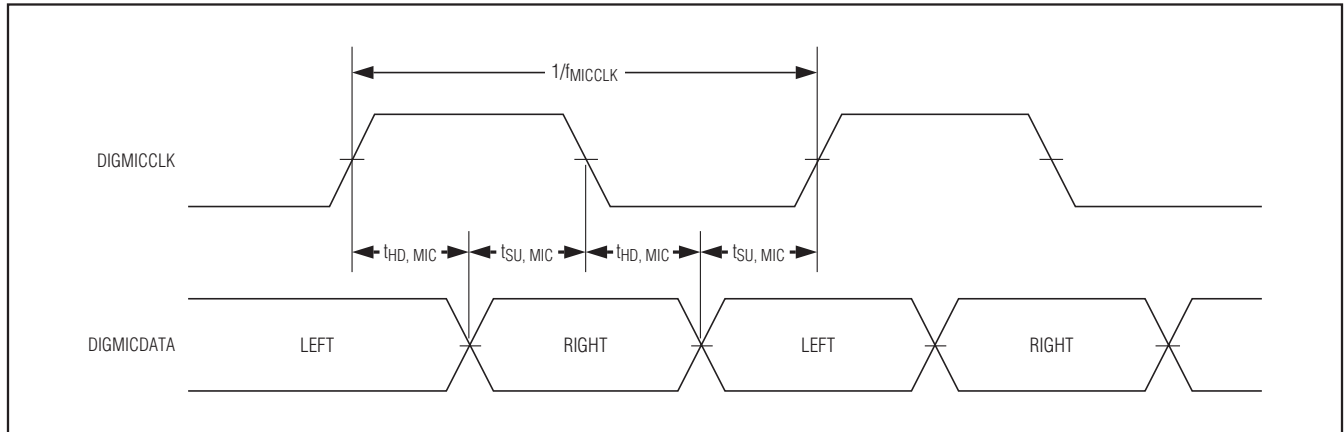 1/fMICCLK
DIGMICCLK
tHD, MIC tSU, MIC tHD, MIC tSU, MIC
DIGMICDATA LEFT RIGHT LEFT RIGHT